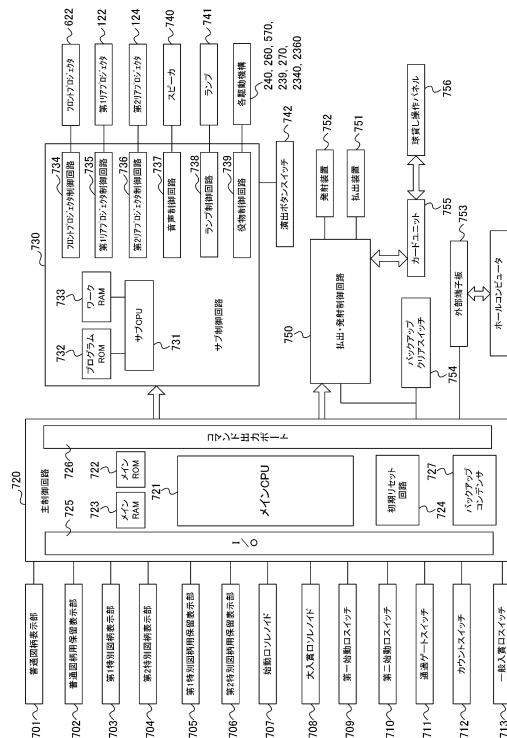 720
主制御回路
725
I/O
723
メインRAM
722
メインROM
726
721
メインCPU
コマンド出力ポート
初期リセット回路
724
727
バックアップコンデンサ
701
普通図柄表示部
702
普通図柄用保留表示部
703
第1特別図柄表示部
704
第2特別図柄表示部
705
第1特別図柄用保留表示部
706
第2特別図柄用保留表示部
707
始動口ソレノイド
708
大入賞口ソレノイド
709
第一始動口スイッチ
710
第二始動口スイッチ
711
通過ゲートスイッチ
712
カウントスイッチ
713
一般入賞口スイッチ
730
732
プログラムROM
733
ワークRAM
サブCPU
731
サブ制御回路
734
フロントプロジェクタ制御回路
735
第1リアプロジェクタ制御回路
736
第2リアプロジェクタ制御回路
737
音声制御回路
738
ランプ制御回路
739
役物制御回路
フロントプロジェクタ
622
第1リアプロジェクタ
122
第2リアプロジェクタ
124
スピーカ
740
ランプ
741
各駆動機構
240, 260, 570,
239, 270,
2340, 2360
742
演出ボタンスイッチ
750
払出・発射制御回路
752
発射装置
751
払出装置
755
カードユニット
756
球貸し操作パネル
バックアップクリアスイッチ
754
753
外部端子板
ホールコンピュータ